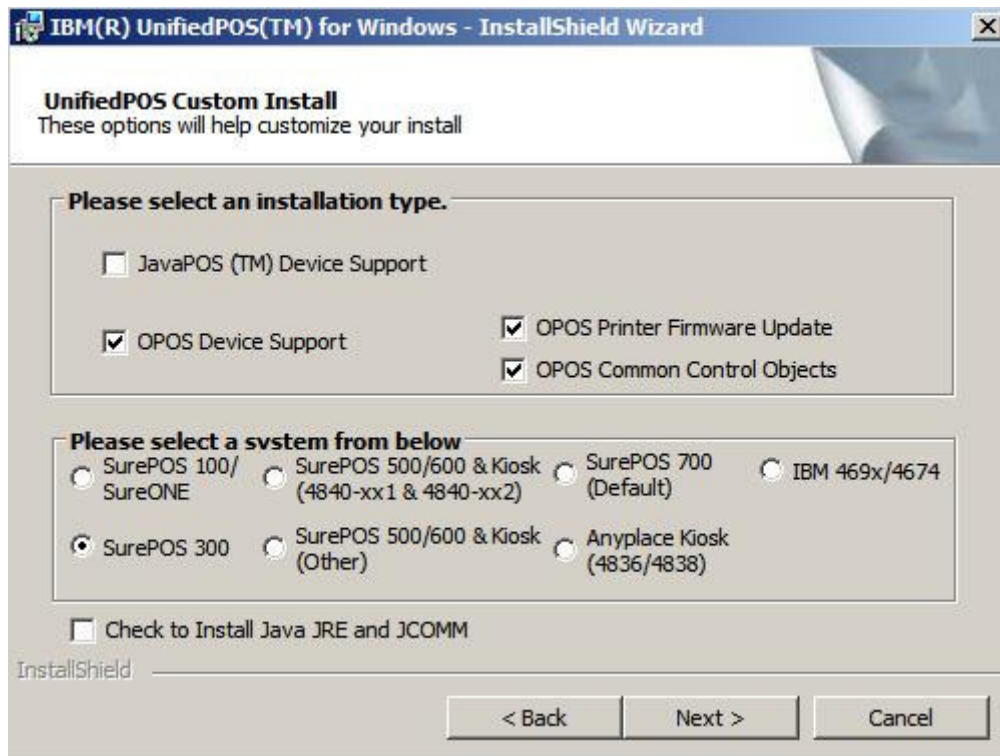 IBM(R) UnifiedPOS(TM) for Windows - InstallShield Wizard
UnifiedPOS Custom Install
These options will help customize your install
Please select an installation type.
JavaPOS (TM) Device Support
OPOS Device Support
OPOS Printer Firmware Update
OPOS Common Control Objects
Please select a system from below
SurePOS 100/
SureONE
SurePOS 500/600 & Kiosk
(4840-xx1 & 4840-xx2)
SurePOS 700
(Default)
IBM 469x/4674
SurePOS 300
SurePOS 500/600 & Kiosk
(Other)
Anyplace Kiosk
(4836/4838)
Check to Install Java JRE and JCOMM
InstallShield
< Back
Next >
Cancel